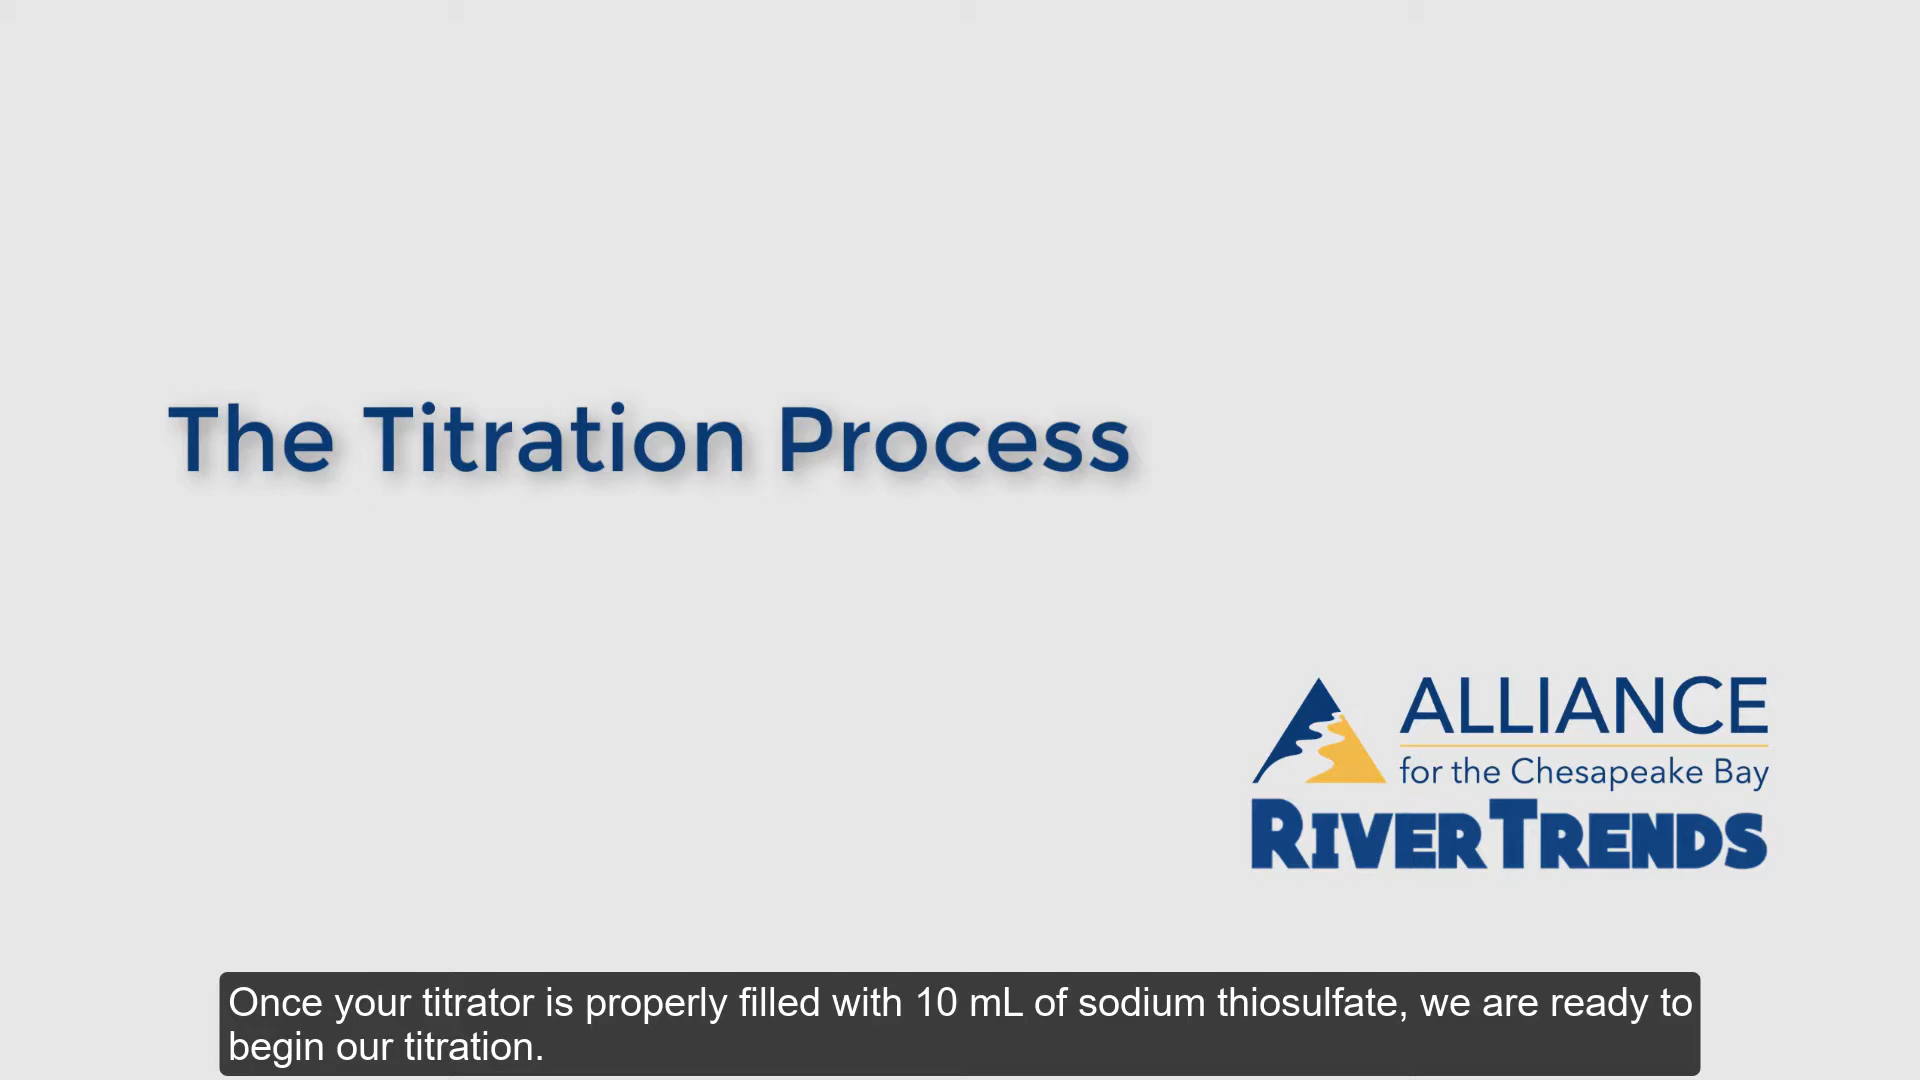 The Titration Process
ALLIANCE
for the Chesapeake Bay
RIVERTRENDS
Once your titrator is properly filled with 10 mL of sodium thiosulfate, we are ready to
begin our titration.